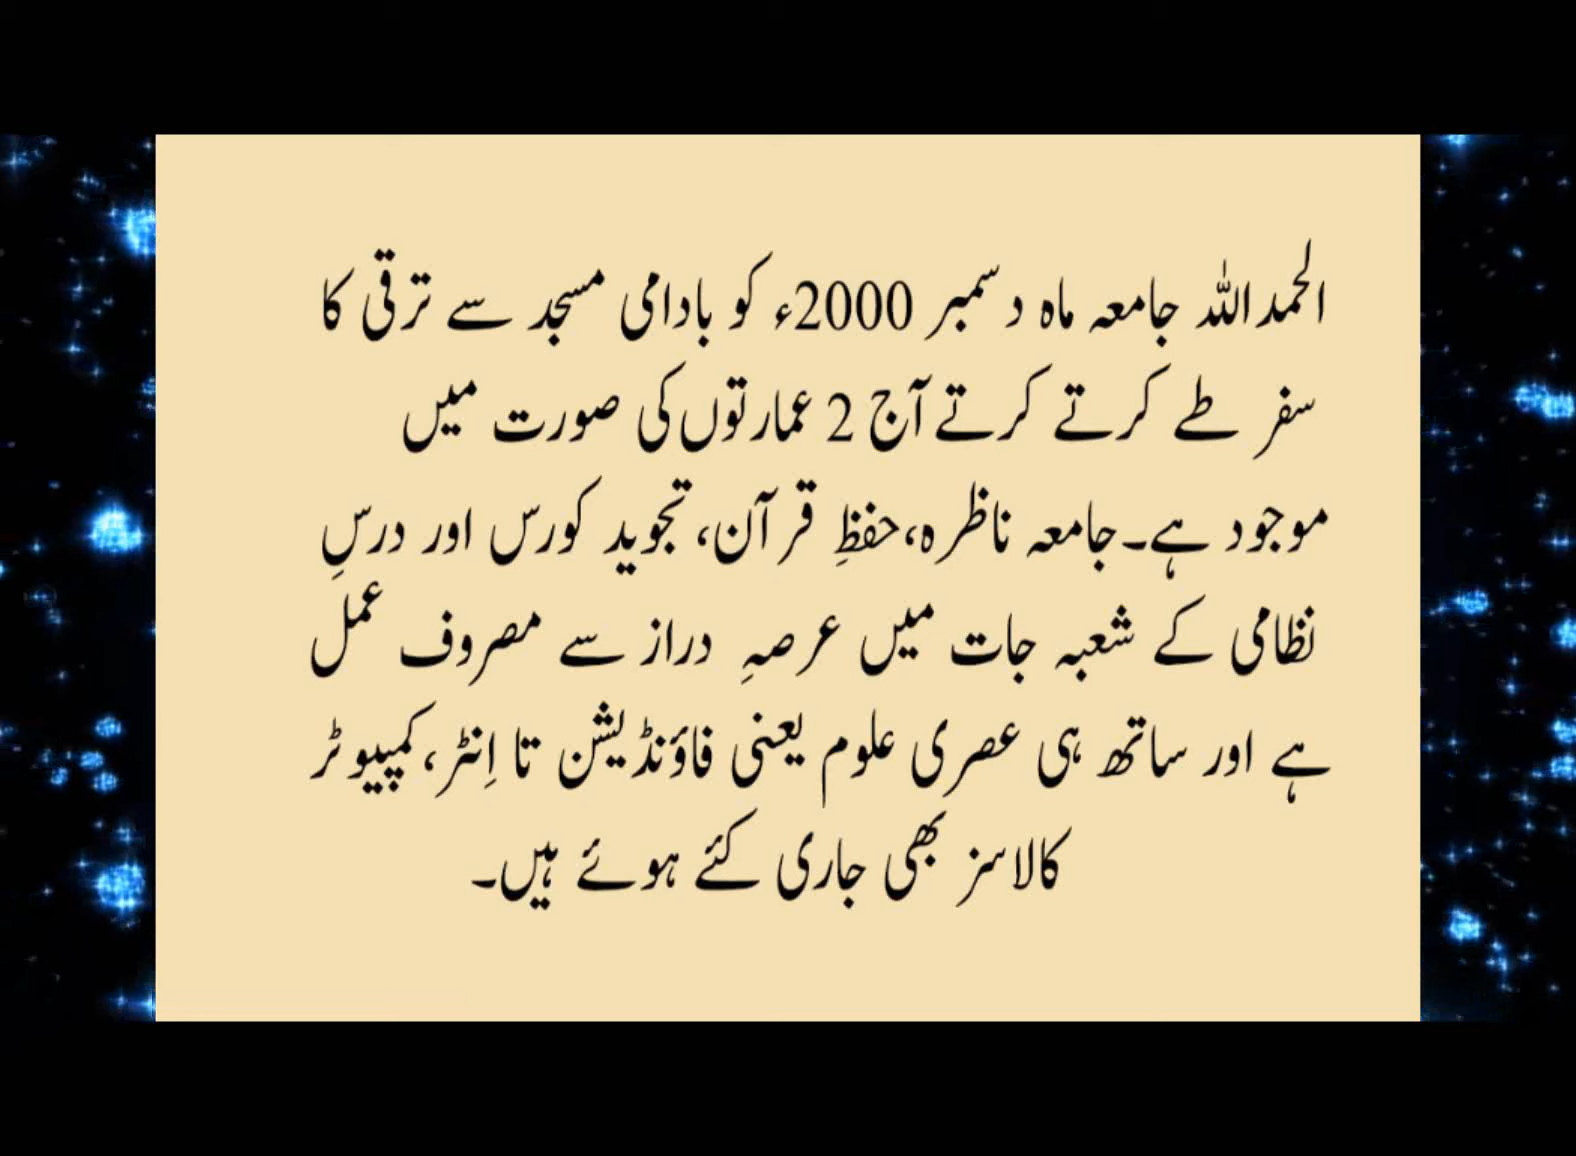 الحمداللہ جامعہ ماہ دسمبر 2000ء کو بادامی مسجد سے ترقی کا
سفر طے کرتے کرتے آج 2 عمارتوں کی صورت میں
موجود ہے۔جامعہ ناظرہ،حفظِ قرآن، تجوید کورس اور درسِ
نظامی کے شعبہ جات میں عرصہِ دراز سے مصروف عمل
ہے اور ساتھ ہی عصری علوم یعنی فاؤنڈیشن تا اِنٹر، کمپیوٹر
کالاسز بھی جاری کئے ہوئے ہیں۔